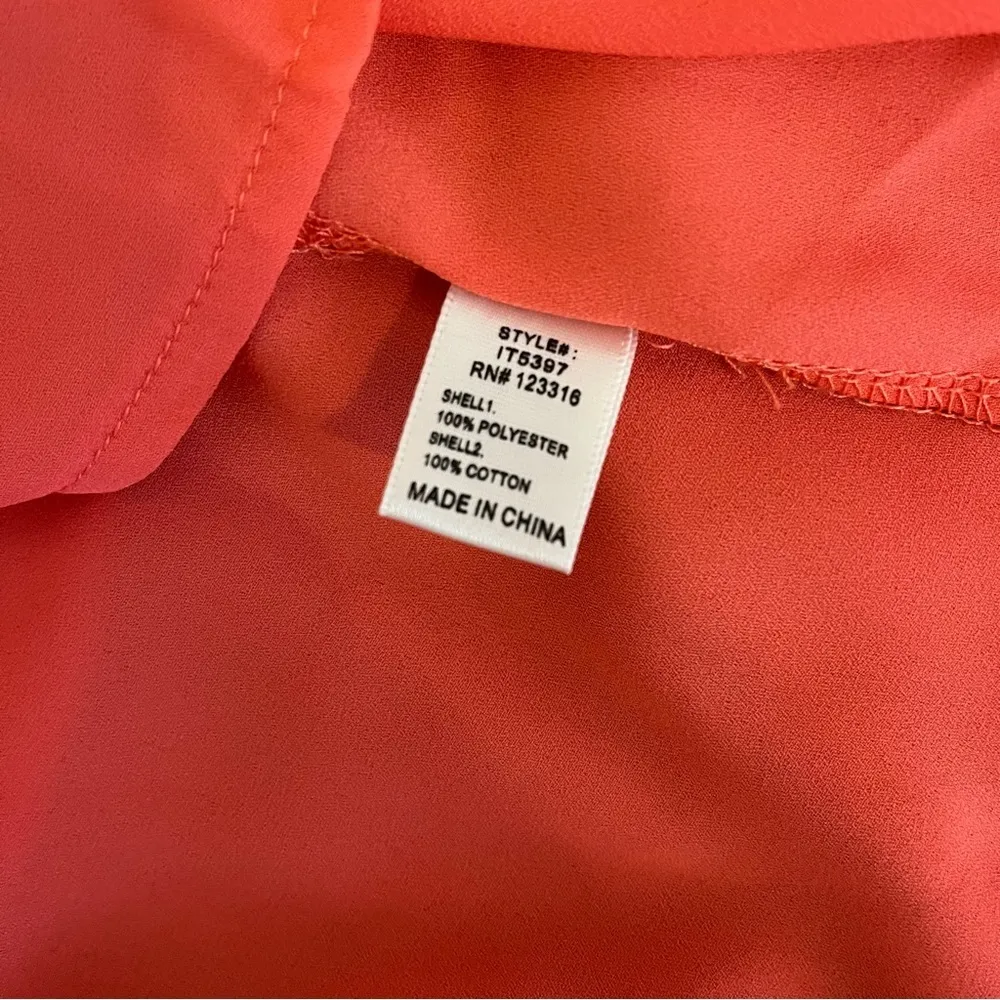 STYLE#:
IT5397
RN# 123316
SHELL1.
100% POLYESTER
SHELL2.
100% COTTON
MADE IN CHINA